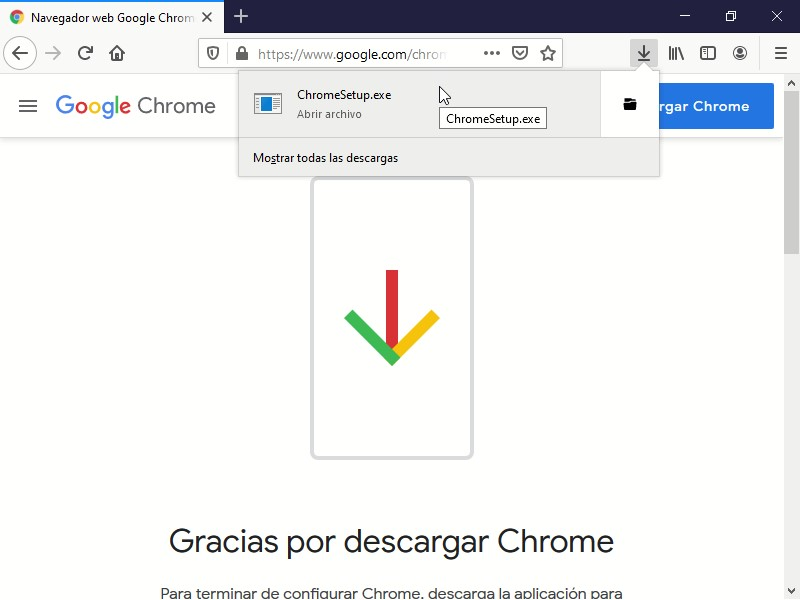 Navegador web Google Chrom
https://www.google.com/chrom
Google Chrome
ChromeSetup.exe
Abrir archivo
ChromeSetup.exe
rgar Chrome
Mostrar todas las descargas
Gracias por descargar Chrome
Para terminar de configurar Chrome, descarga la aplicación para